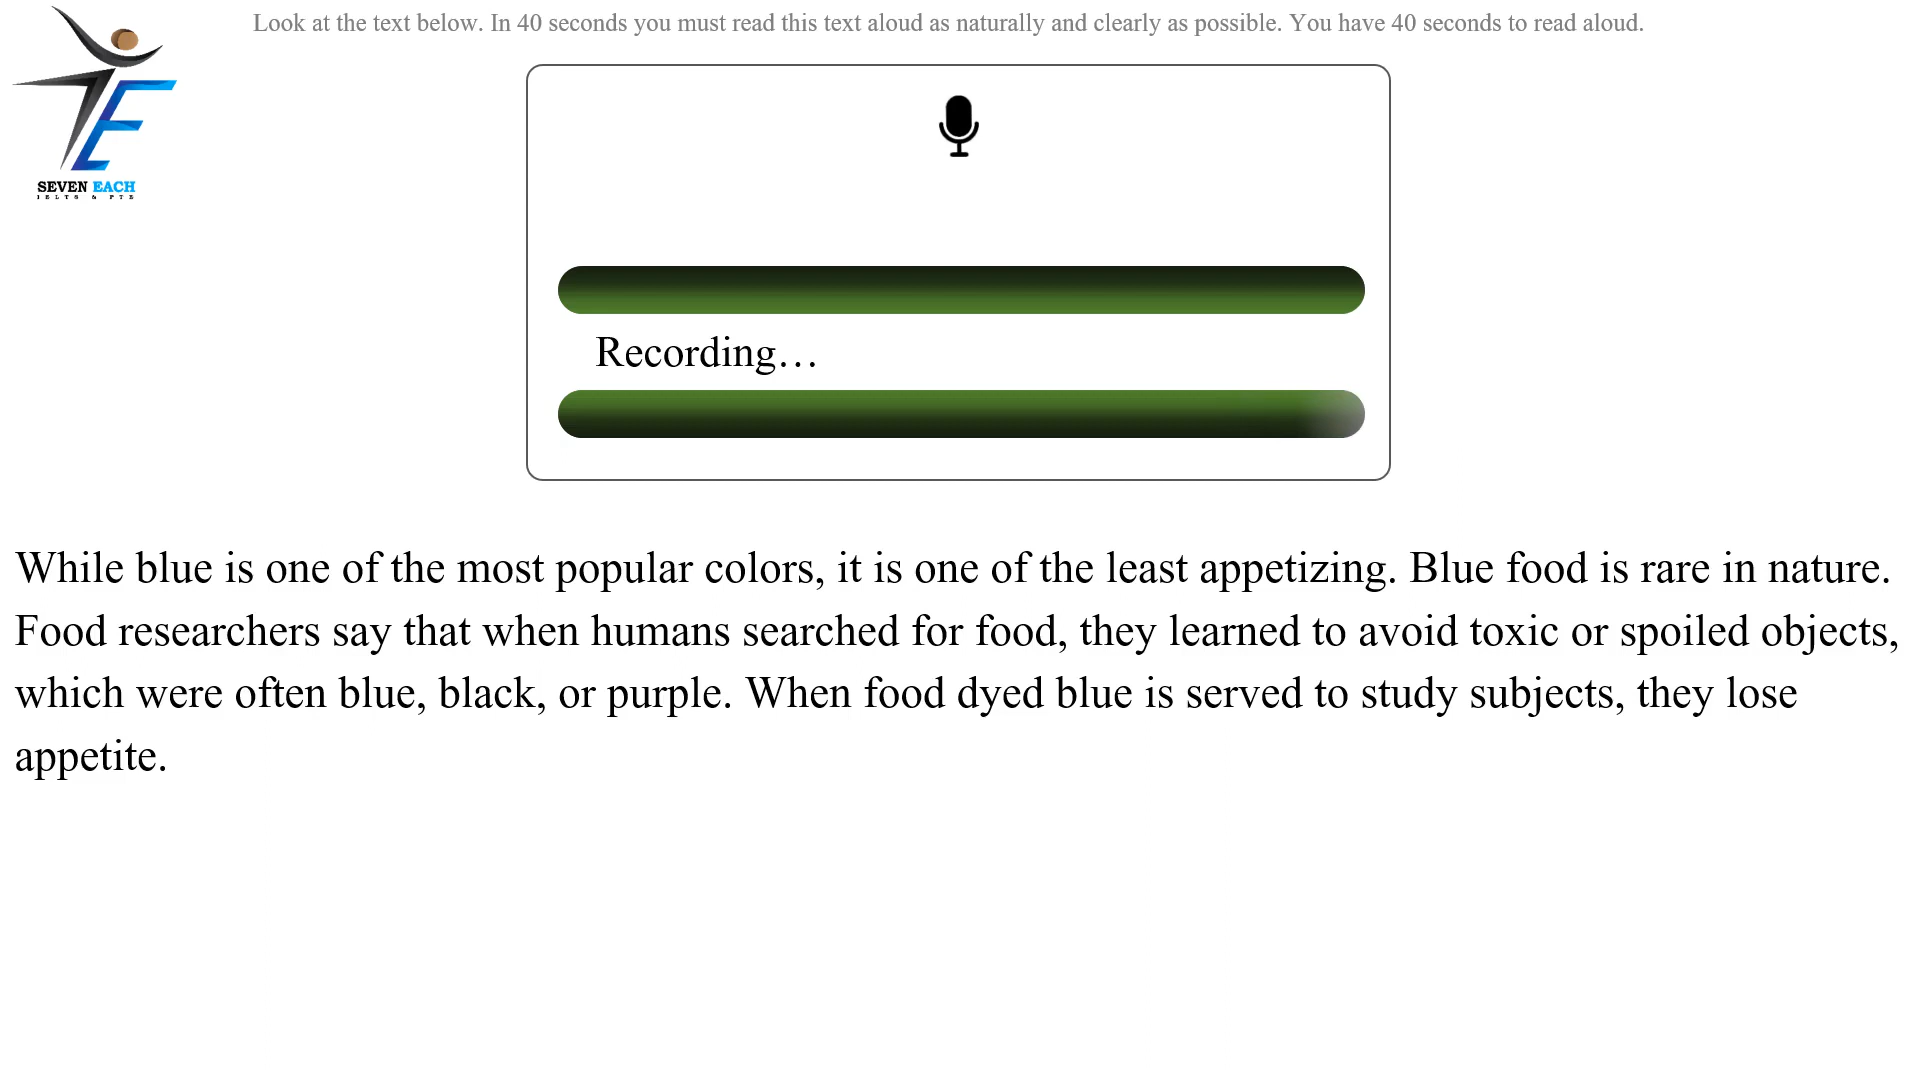 Look at the text below. In 40 seconds you must read this text aloud as naturally and clearly as possible. You have 40 seconds to read aloud.
SEVEN EACH
IELTS & PTE
Recording…
While blue is one of the most popular colors, it is one of the least appetizing. Blue food is rare in nature.
Food researchers say that when humans searched for food, they learned to avoid toxic or spoiled objects,
which were often blue, black, or purple. When food dyed blue is served to study subjects, they lose
appetite.